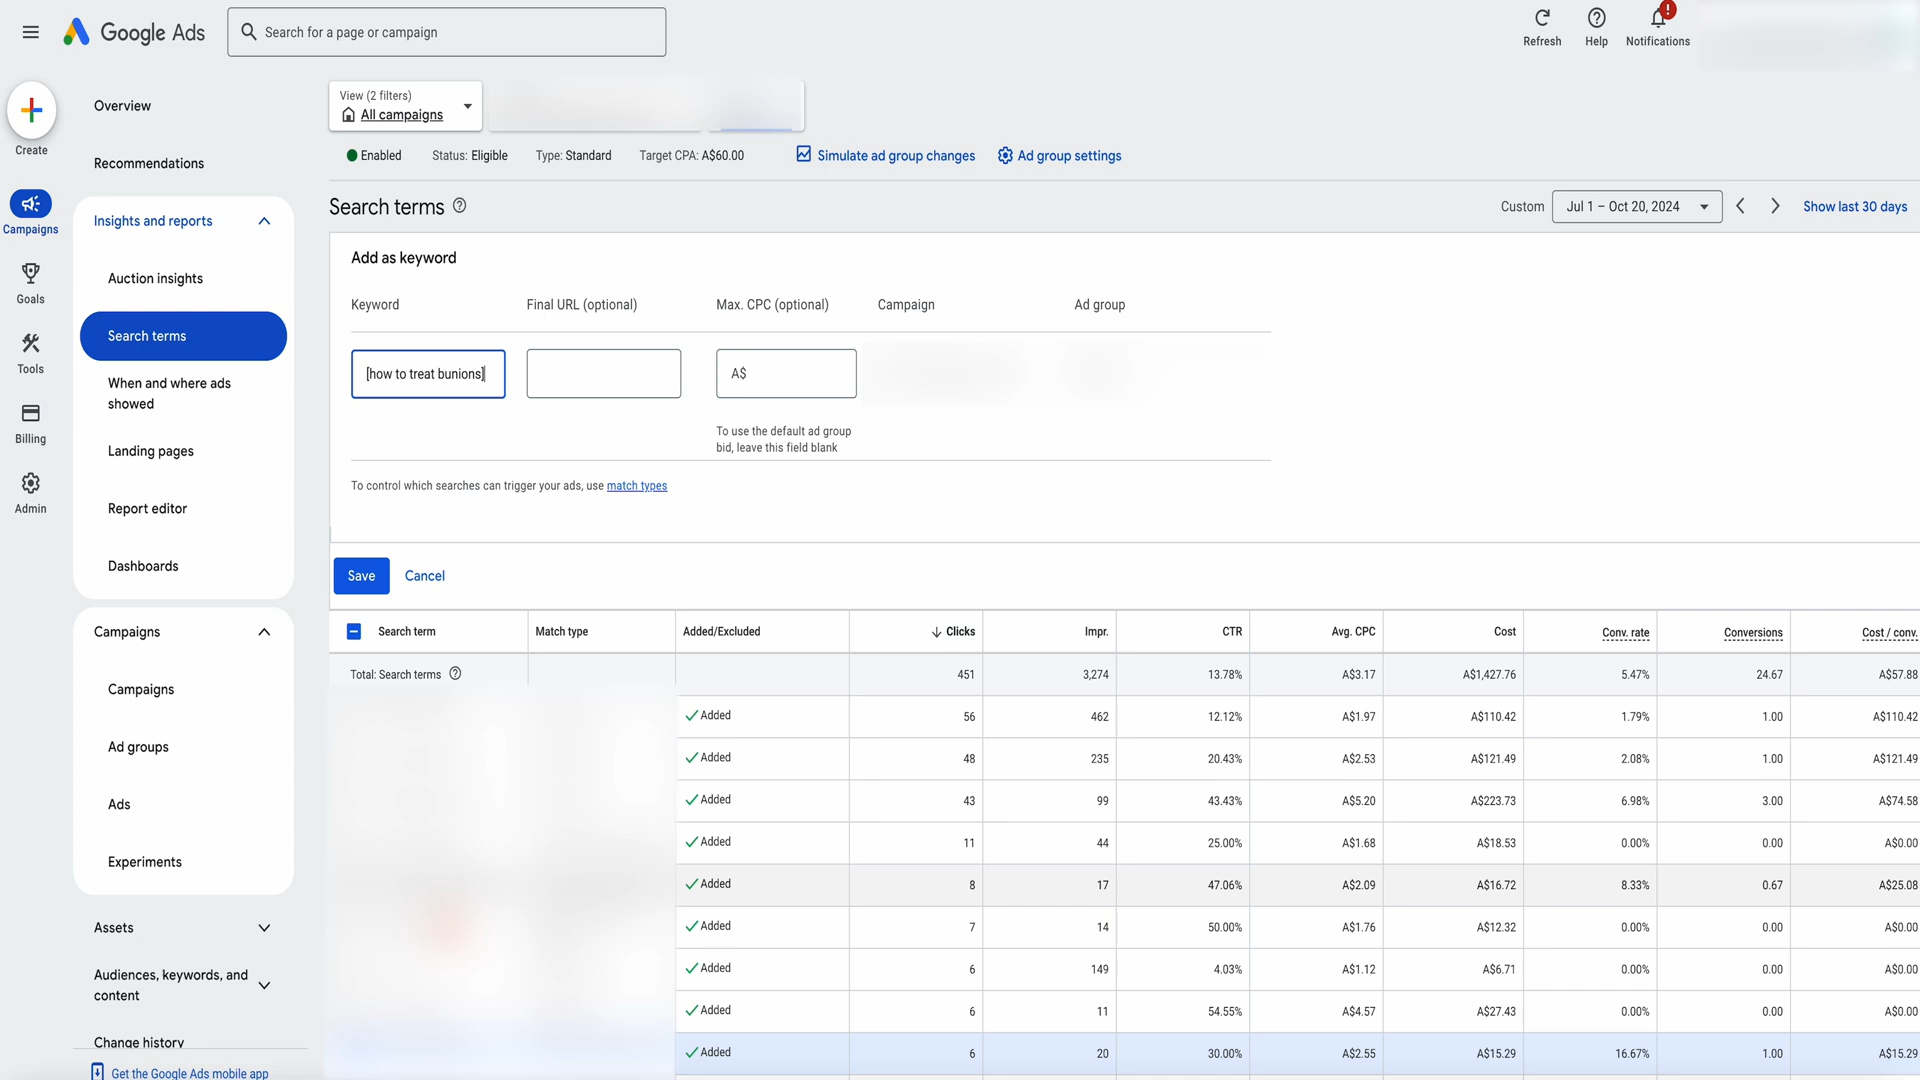 Google Ads
Search for a page or campaign
Refresh
Help
!
Notifications
Create
Campaigns
Goals
Tools
Billing
Admin
Overview
Recommendations
Insights and reports
Auction insights
Search terms
When and where ads
showed
Landing pages
Report editor
Dashboards
Campaigns
Campaigns
Ad groups
Ads
Experiments
Assets
Audiences, keywords, and
content
Change history
Get the Google Ads mobile app
View (2 filters)
All campaigns
Enabled Status: Eligible Type: Standard Target CPA: A$60.00 Simulate ad group changes Ad group settings
Search terms
Custom Jul 1 – Oct 20, 2024 Show last 30 days
Add as keyword
Keyword Final URL (optional) Max. CPC (optional) Campaign Ad group
[how to treat bunions] A$
To use the default ad group
bid, leave this field blank
To control which searches can trigger your ads, use match types
Save Cancel
Search term Match type Added/Excluded Clicks Impr. CTR Avg. CPC Cost Conv. rate Conversions Cost / conv.
Total: Search terms 451 3,274 13.78% A$3.17 A$1,427.76 5.47% 24.67 A$57.88
Added 56 462 12.12% A$1.97 A$110.42 1.79% 1.00 A$110.42
Added 48 235 20.43% A$2.53 A$121.49 2.08% 1.00 A$121.49
Added 43 99 43.43% A$5.20 A$223.73 6.98% 3.00 A$74.58
Added 11 44 25.00% A$1.68 A$18.53 0.00% 0.00 A$0.00
Added 8 17 47.06% A$2.09 A$16.72 8.33% 0.67 A$25.08
Added 7 14 50.00% A$1.76 A$12.32 0.00% 0.00 A$0.00
Added 6 149 4.03% A$1.12 A$6.71 0.00% 0.00 A$0.00
Added 6 11 54.55% A$4.57 A$27.43 0.00% 0.00 A$0.00
Added 6 20 30.00% A$2.55 A$15.29 16.67% 1.00 A$15.29